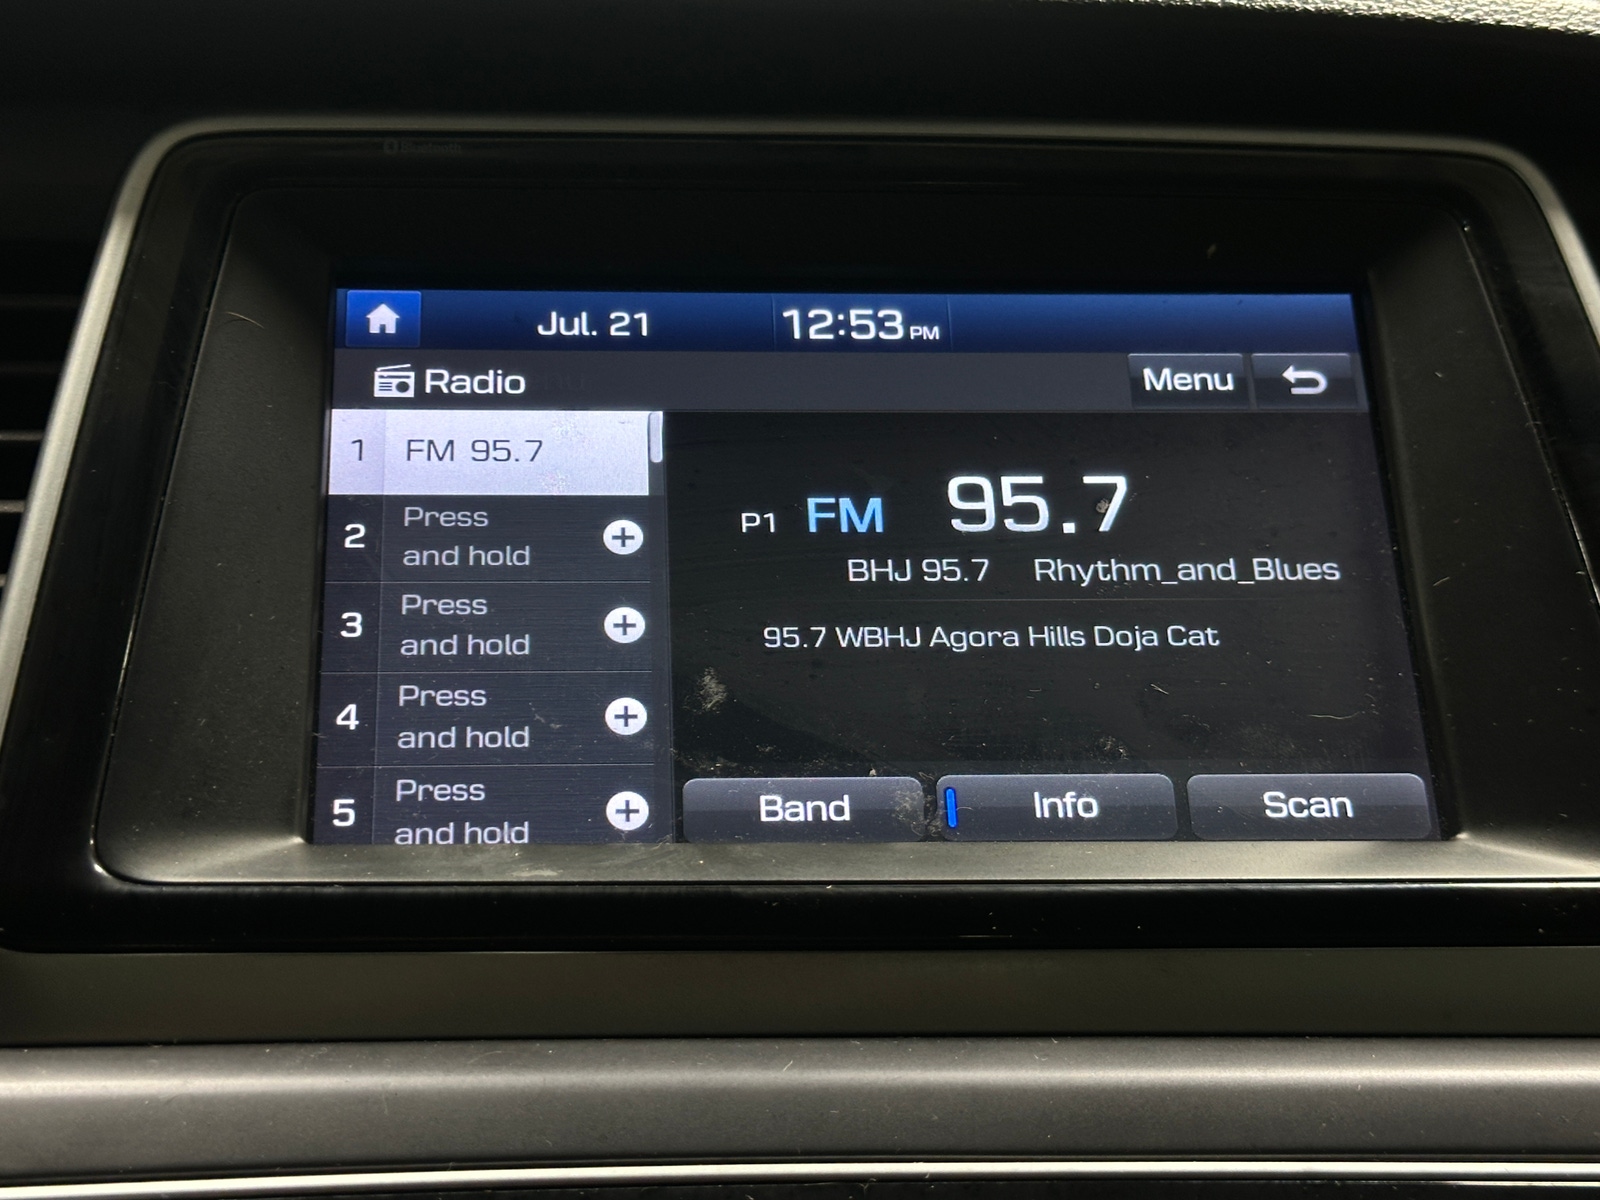 Bluetooth
Jul. 21 12:53 PM
Radio Menu
1 FM 95.7
2 Press
and hold
3 Press
and hold
4 Press
and hold
5 Press
and hold
P1 FM 95.7
BHJ 95.7 Rhythm_and_Blues
95.7 WBHJ Agora Hills Doja Cat
Band Info Scan